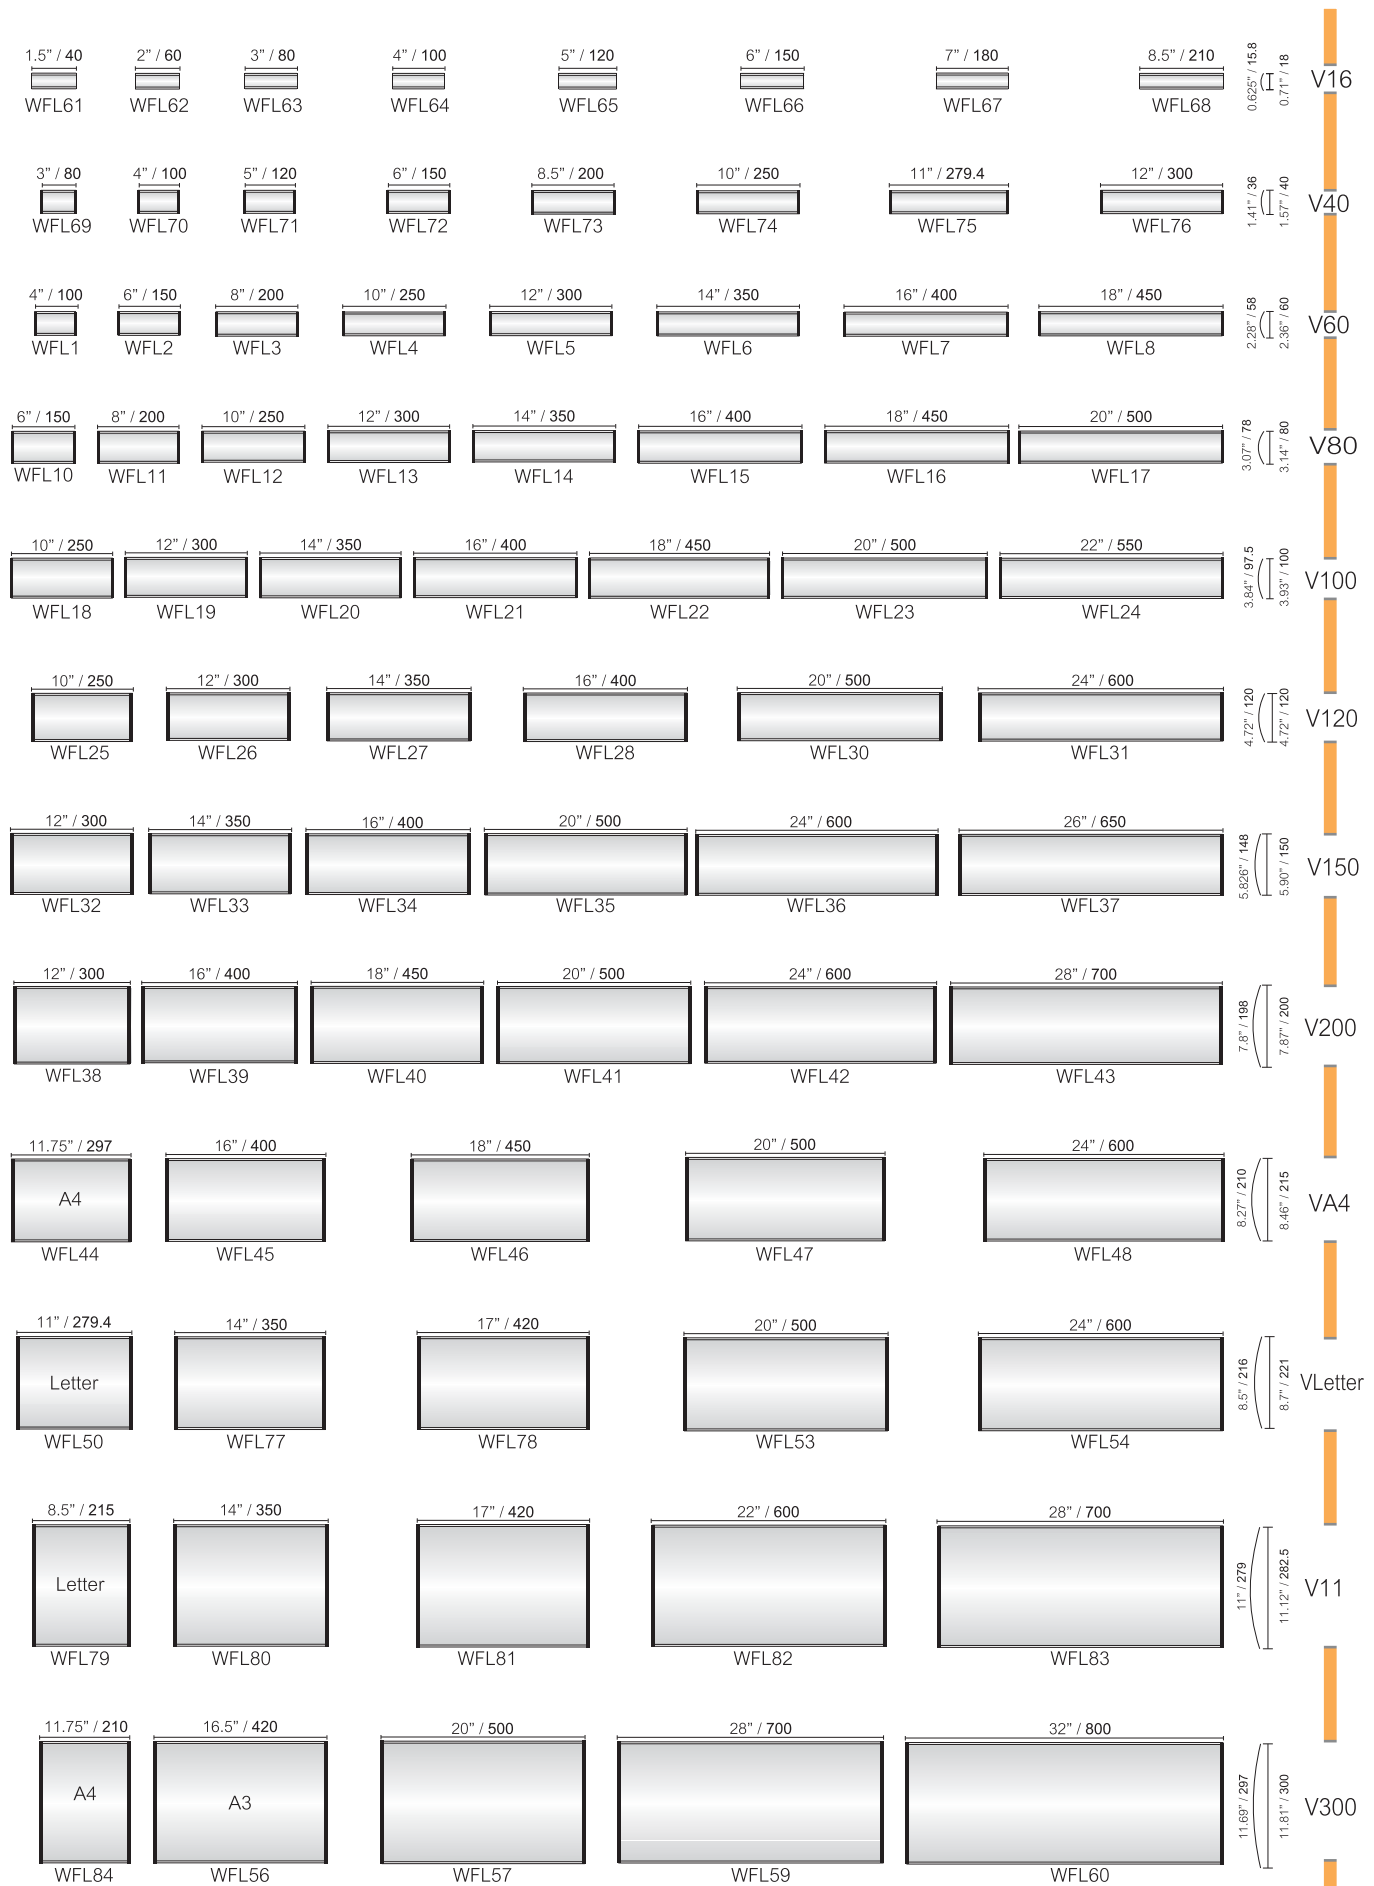 1.5” / 40 2” / 60 3” / 80 4” / 100 5” / 120 6” / 150 7” / 180 8.5” / 210
WFL61 WFL62 WFL63 WFL64 WFL65 WFL66 WFL67 WFL68
0.625” / 15.8
0.71” / 18
V16
3” / 80 4” / 100 5” / 120 6” / 150 8.5” / 200 10” / 250 11” / 279.4 12” / 300
WFL69 WFL70 WFL71 WFL72 WFL73 WFL74 WFL75 WFL76
1.41” / 36
1.57” / 40
V40
4” / 100 6” / 150 8” / 200 10” / 250 12” / 300 14” / 350 16” / 400 18” / 450
WFL1 WFL2 WFL3 WFL4 WFL5 WFL6 WFL7 WFL8
2.28” / 58
2.36” / 60
V60
6” / 150 8” / 200 10” / 250 12” / 300 14” / 350 16” / 400 18” / 450 20” / 500
WFL10 WFL11 WFL12 WFL13 WFL14 WFL15 WFL16 WFL17
3.07” / 78
3.14” / 80
V80
10” / 250 12” / 300 14” / 350 16” / 400 18” / 450 20” / 500 22” / 550
WFL18 WFL19 WFL20 WFL21 WFL22 WFL23 WFL24
3.84” / 97.5
3.93” / 100
V100
10” / 250 12” / 300 14” / 350 16” / 400 20” / 500 24” / 600
WFL25 WFL26 WFL27 WFL28 WFL30 WFL31
4.72” / 120
4.72” / 120
V120
12” / 300 14” / 350 16” / 400 20” / 500 24” / 600 26” / 650
WFL32 WFL33 WFL34 WFL35 WFL36 WFL37
5.826” / 148
5.90” / 150
V150
12” / 300 16” / 400 18” / 450 20” / 500 24” / 600 28” / 700
WFL38 WFL39 WFL40 WFL41 WFL42 WFL43
7.8” / 198
7.87” / 200
V200
11.75” / 297 16” / 400 18” / 450 20” / 500 24” / 600
A4
WFL44 WFL45 WFL46 WFL47 WFL48
8.27” / 210
8.46” / 215
VA4
11” / 279.4 14” / 350 17” / 420 20” / 500 24” / 600
Letter
WFL50 WFL77 WFL78 WFL53 WFL54
8.5” / 216
8.7” / 221
VLetter
8.5” / 215 14” / 350 17” / 420 22” / 600 28” / 700
Letter
WFL79 WFL80 WFL81 WFL82 WFL83
11” / 279
11.12” / 282.5
V11
11.75” / 210 16.5” / 420 20” / 500 28” / 700 32” / 800
A4 A3
WFL84 WFL56 WFL57 WFL59 WFL60
11.69” / 297
11.81” / 300
V300